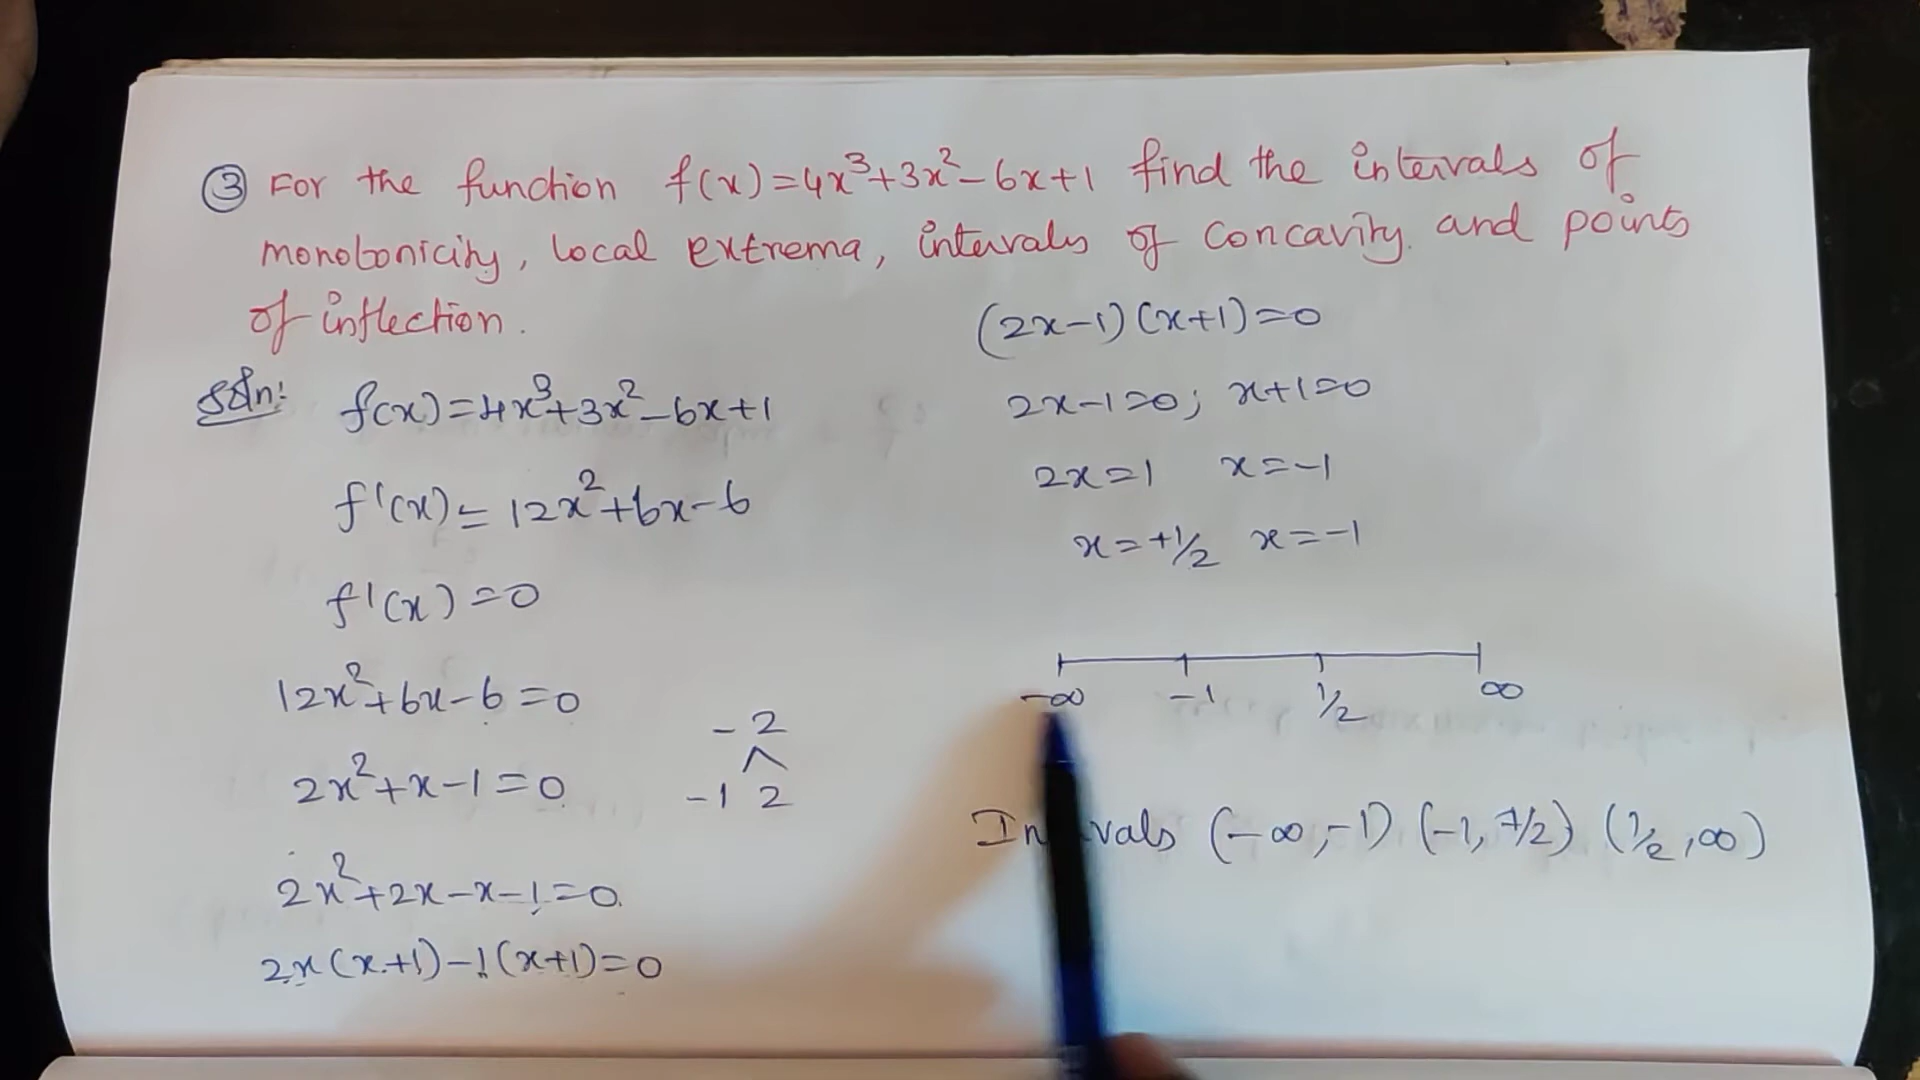 ③ For the function f(x)=4x³+3x²-6x+1 find the intervals of
monotonicity, local extrema, intervals of concavity and points
of inflection.
Soln: f(x)=4x³+3x²-6x+1
f'(x)=12x²+6x-6
f'(x)=0
12x²+6x-6=0
2x²+x-1=0
-2
-1 2
2x²+2x-x-1=0
2x(x+1)-1(x+1)=0
(2x-1)(x+1)=0
2x-1=0; x+1=0
2x=1 x=-1
x=+1/2 x=-1
-∞ -1 1/2 ∞
(-∞,-1) (-1, 1/2) (1/2,∞)